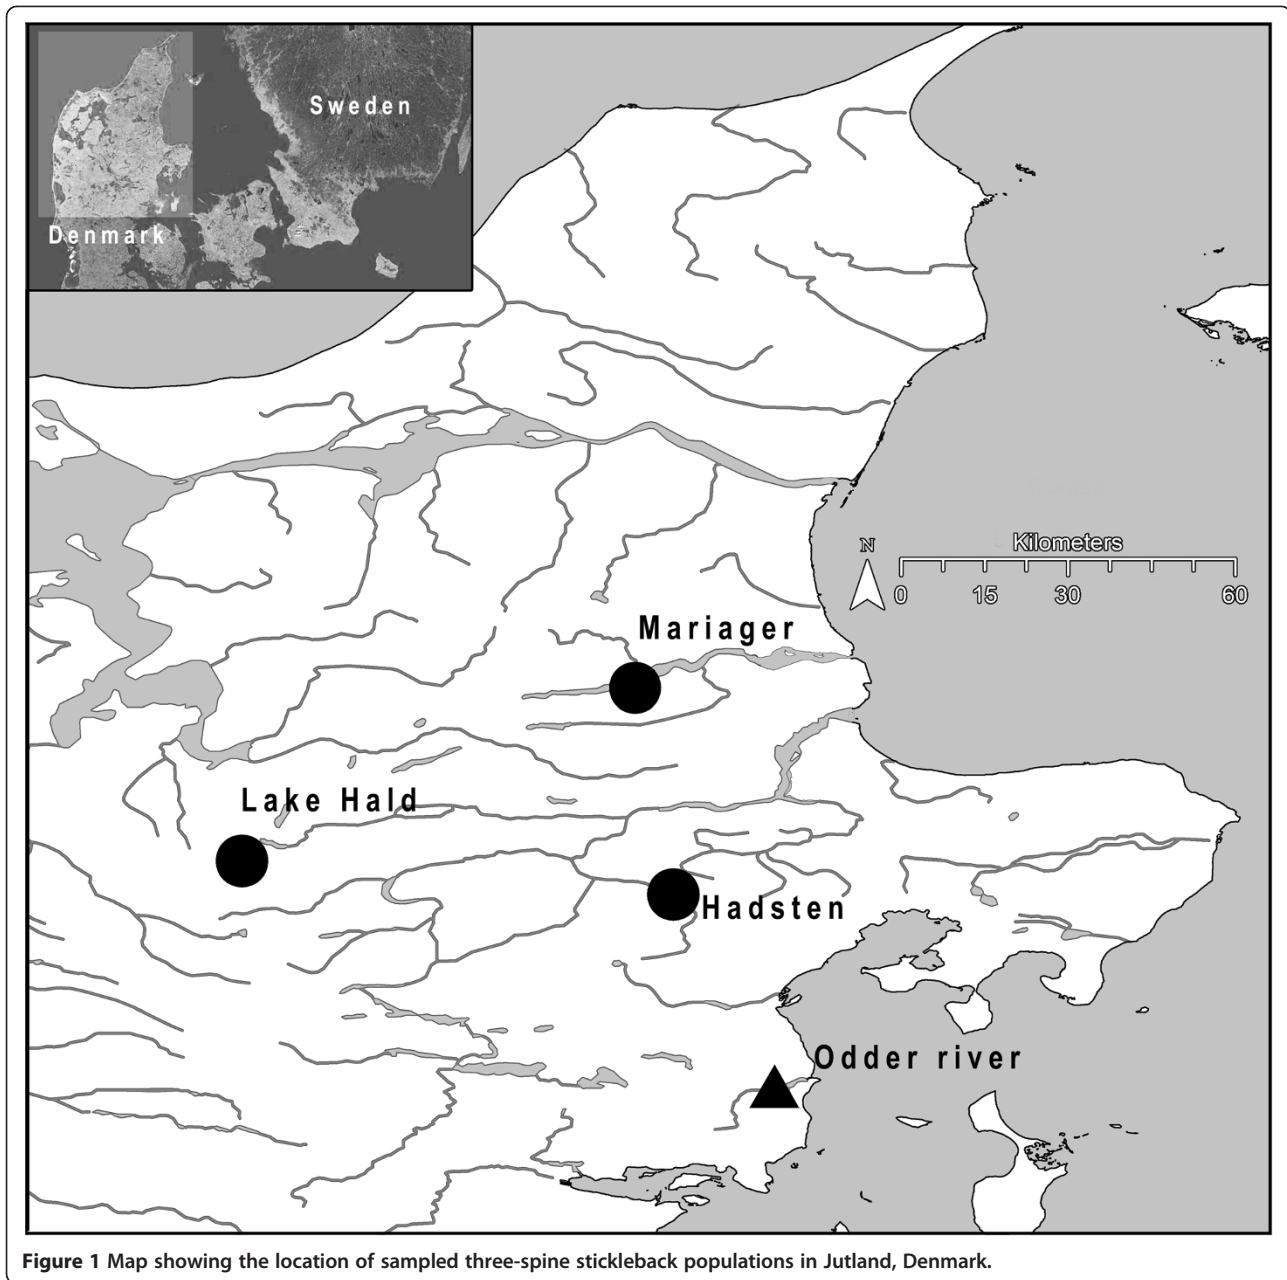 Sweden
Denmark
N
Kilometers
0 15 30 60
Mariager
Lake Hald
Hadsten
Odder river
Figure 1 Map showing the location of sampled three-spine stickleback populations in Jutland, Denmark.